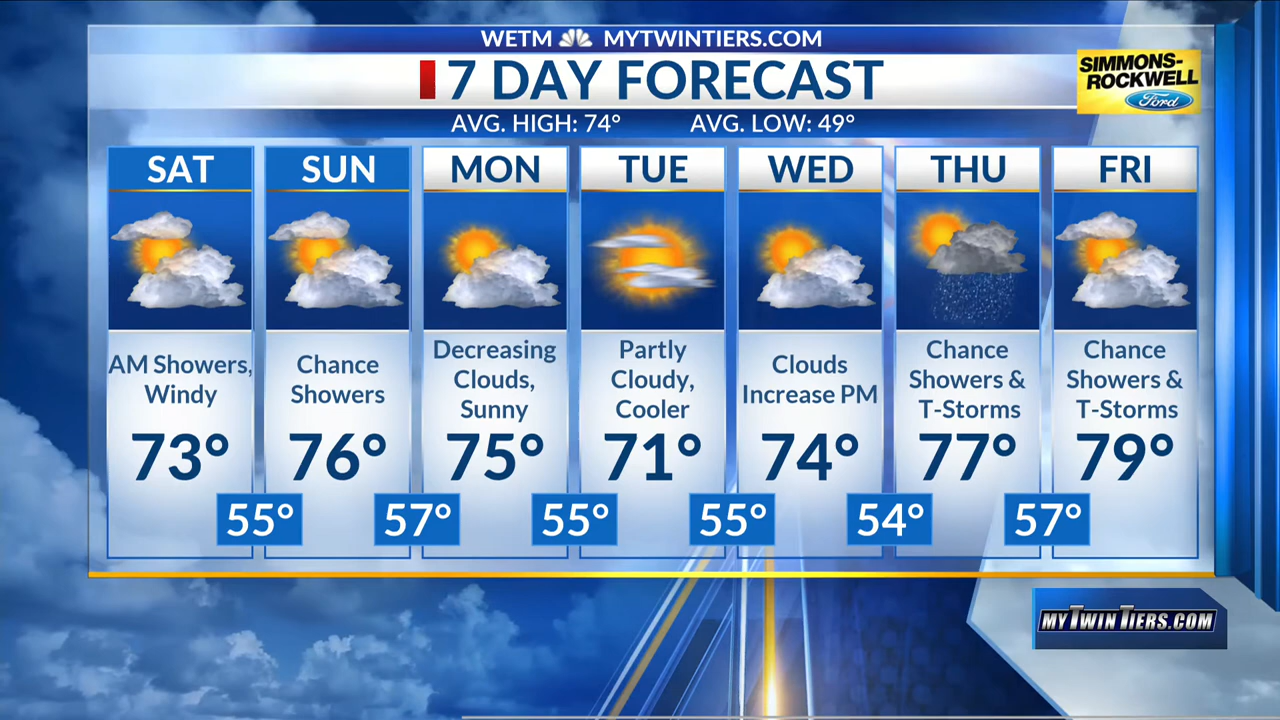 WETM MYTWINTIERS.COM
7 DAY FORECAST
SIMMONS-
ROCKWELL
Ford
AVG. HIGH: 74° AVG. LOW: 49°
SAT
AM Showers,
Windy
73°
SUN
Chance
Showers
76°
MON
Decreasing
Clouds,
Sunny
75°
TUE
Partly
Cloudy,
Cooler
71°
WED
Clouds
Increase PM
74°
THU
Chance
Showers &
T-Storms
77°
FRI
Chance
Showers &
T-Storms
79°
55° 57° 55° 55° 54° 57°
MYTWINTIERS.COM